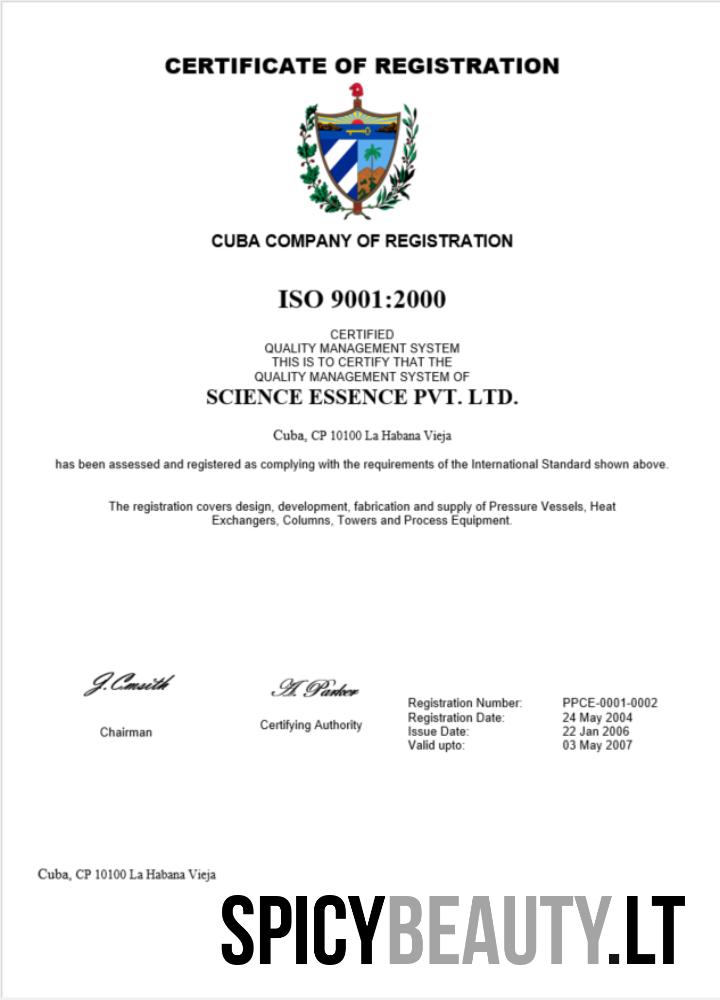 CERTIFICATE OF REGISTRATION
CUBA COMPANY OF REGISTRATION
ISO 9001:2000
CERTIFIED
QUALITY MANAGEMENT SYSTEM
THIS IS TO CERTIFY THAT THE
QUALITY MANAGEMENT SYSTEM OF
SCIENCE ESSENCE PVT. LTD.
Cuba, CP 10100 La Habana Vieja
has been assessed and registered as complying with the requirements of the International Standard shown above.
The registration covers design, development, fabrication and supply of Pressure Vessels, Heat
Exchangers, Columns, Towers and Process Equipment.
J.Cmsith
Chairman
A. Parker
Certifying Authority
Registration Number: PPCE-0001-0002
Registration Date: 24 May 2004
Issue Date: 22 Jan 2006
Valid upto: 03 May 2007
Cuba, CP 10100 La Habana Vieja
SPICYBEAUTY.LT